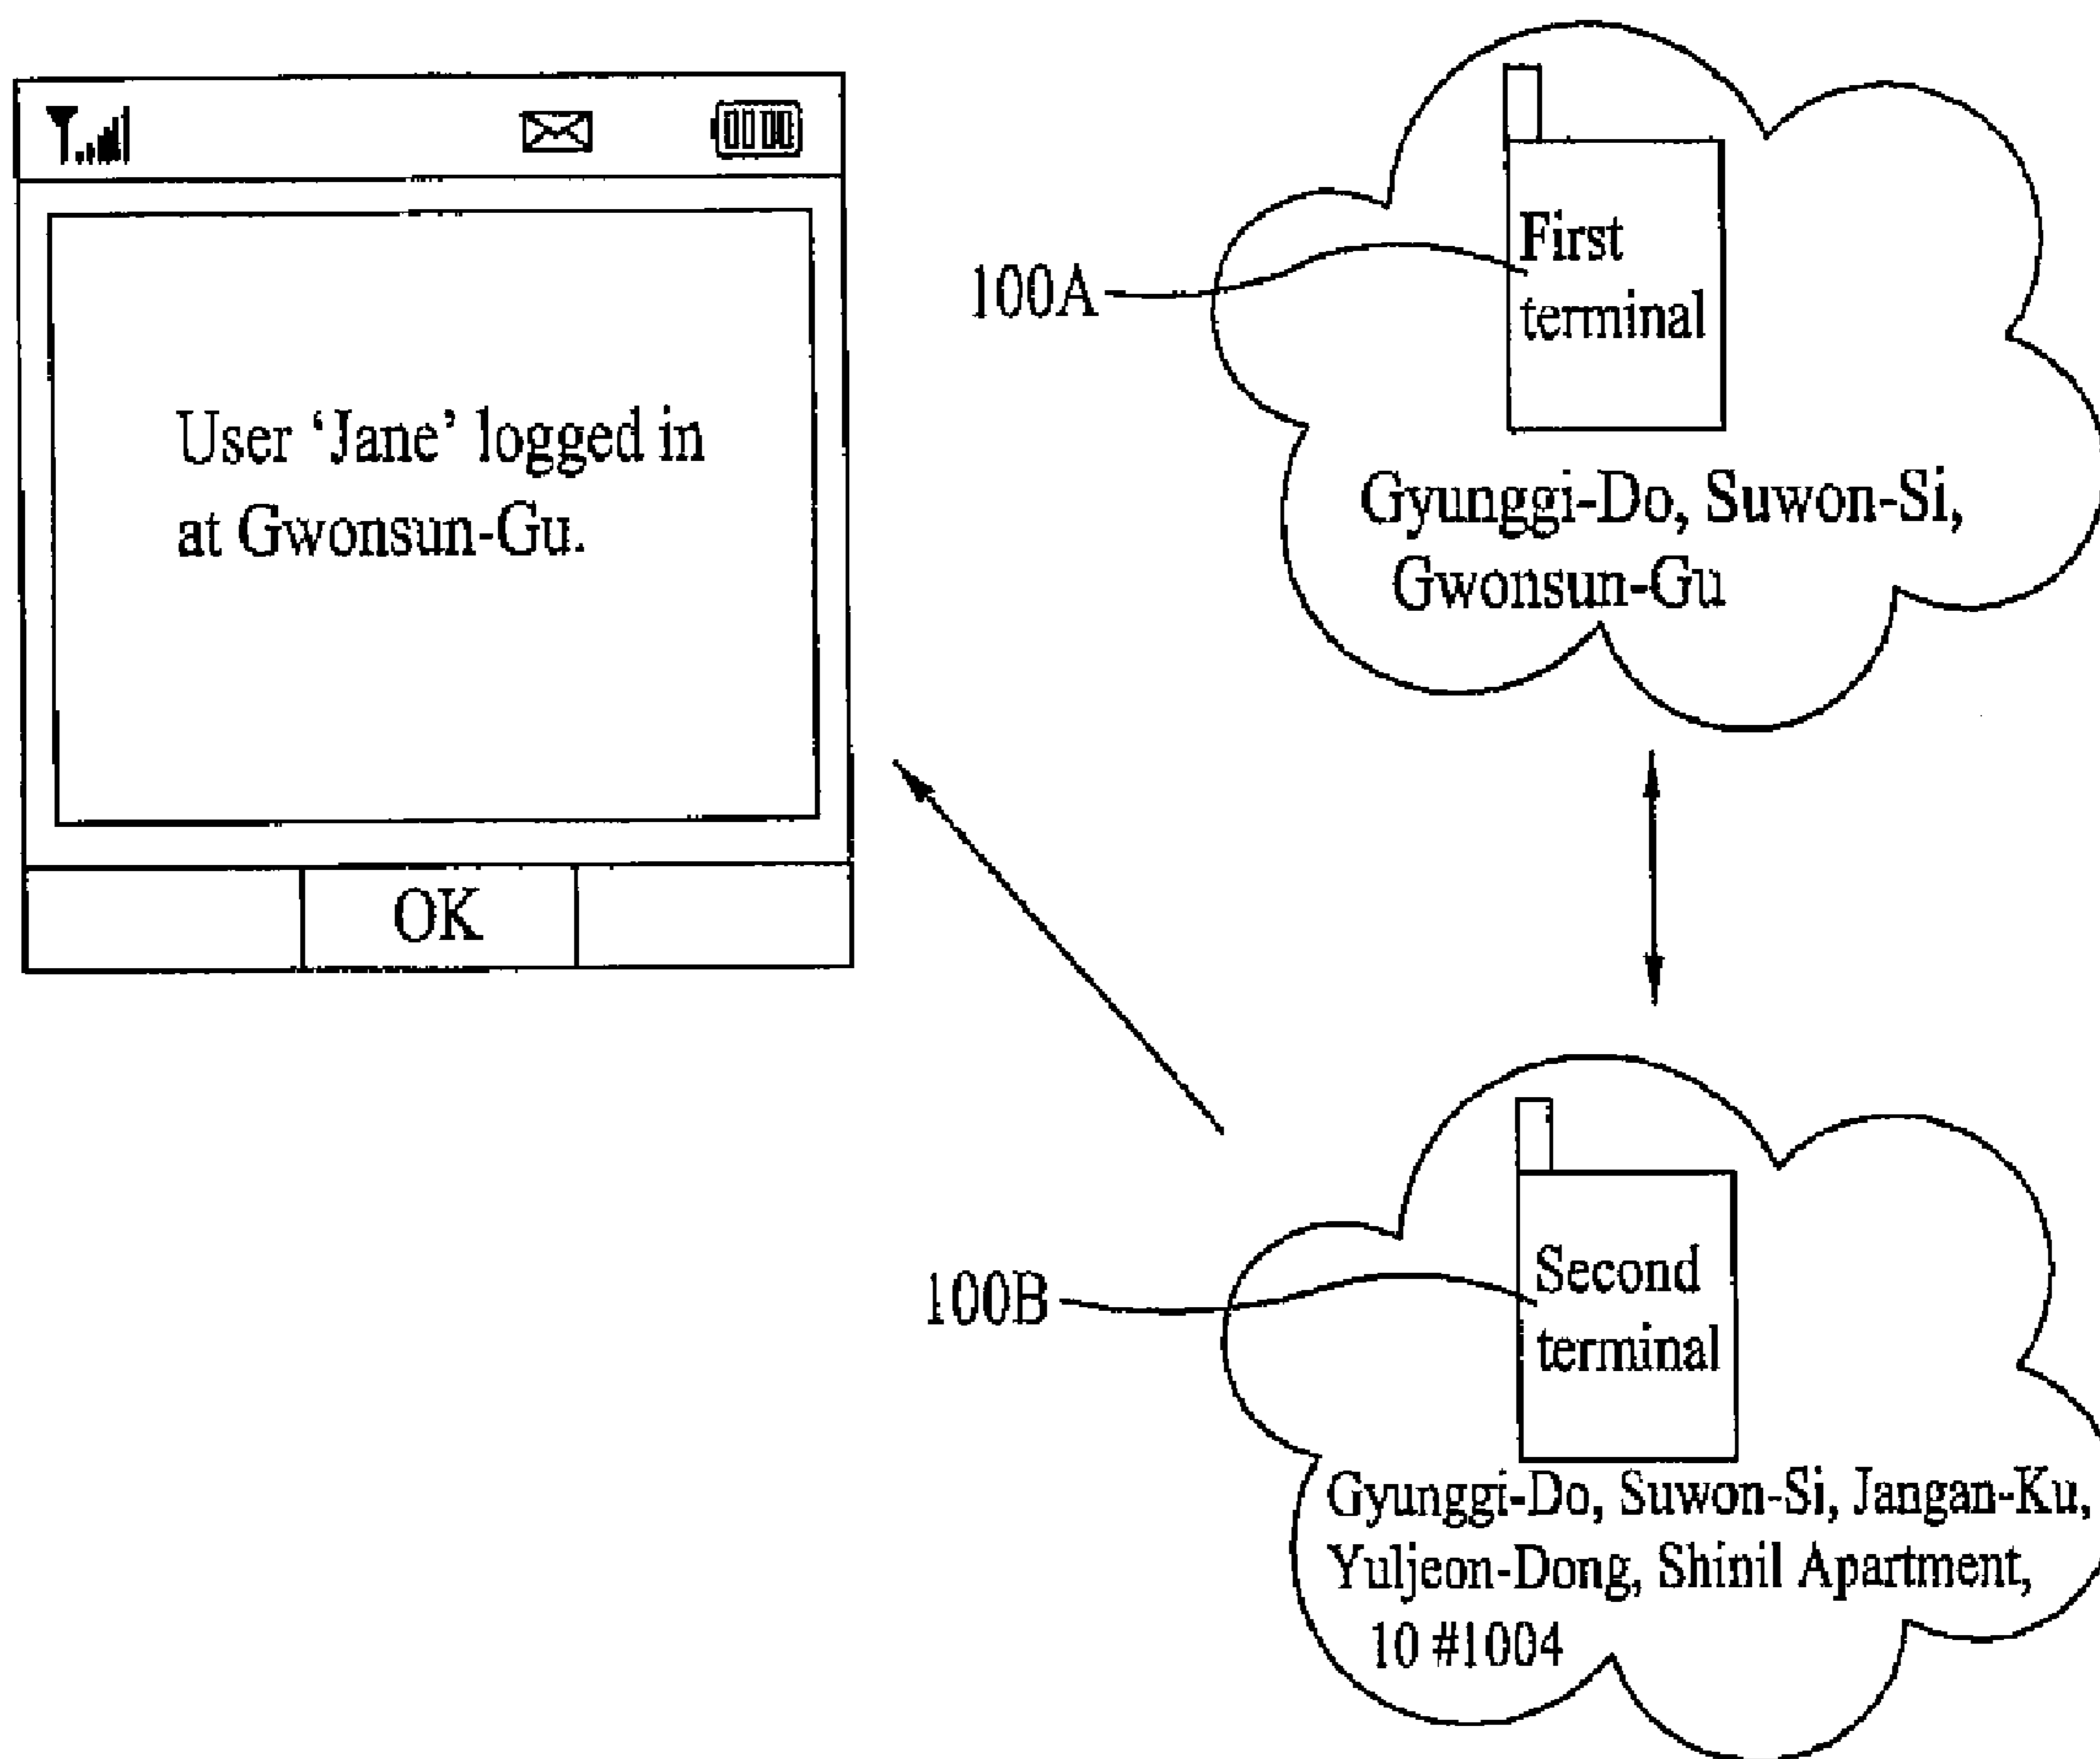 User ‘Jane’ logged in
at Gwonsun-Gu.
OK
100A
First
terminal
Gyunggi-Do, Suwon-Si,
Gwonsun-Gu
100B
Second
terminal
Gyunggi-Do, Suwon-Si, Jangan-Ku,
Yuljeon-Dong, Shinil Apartment,
10 #1004